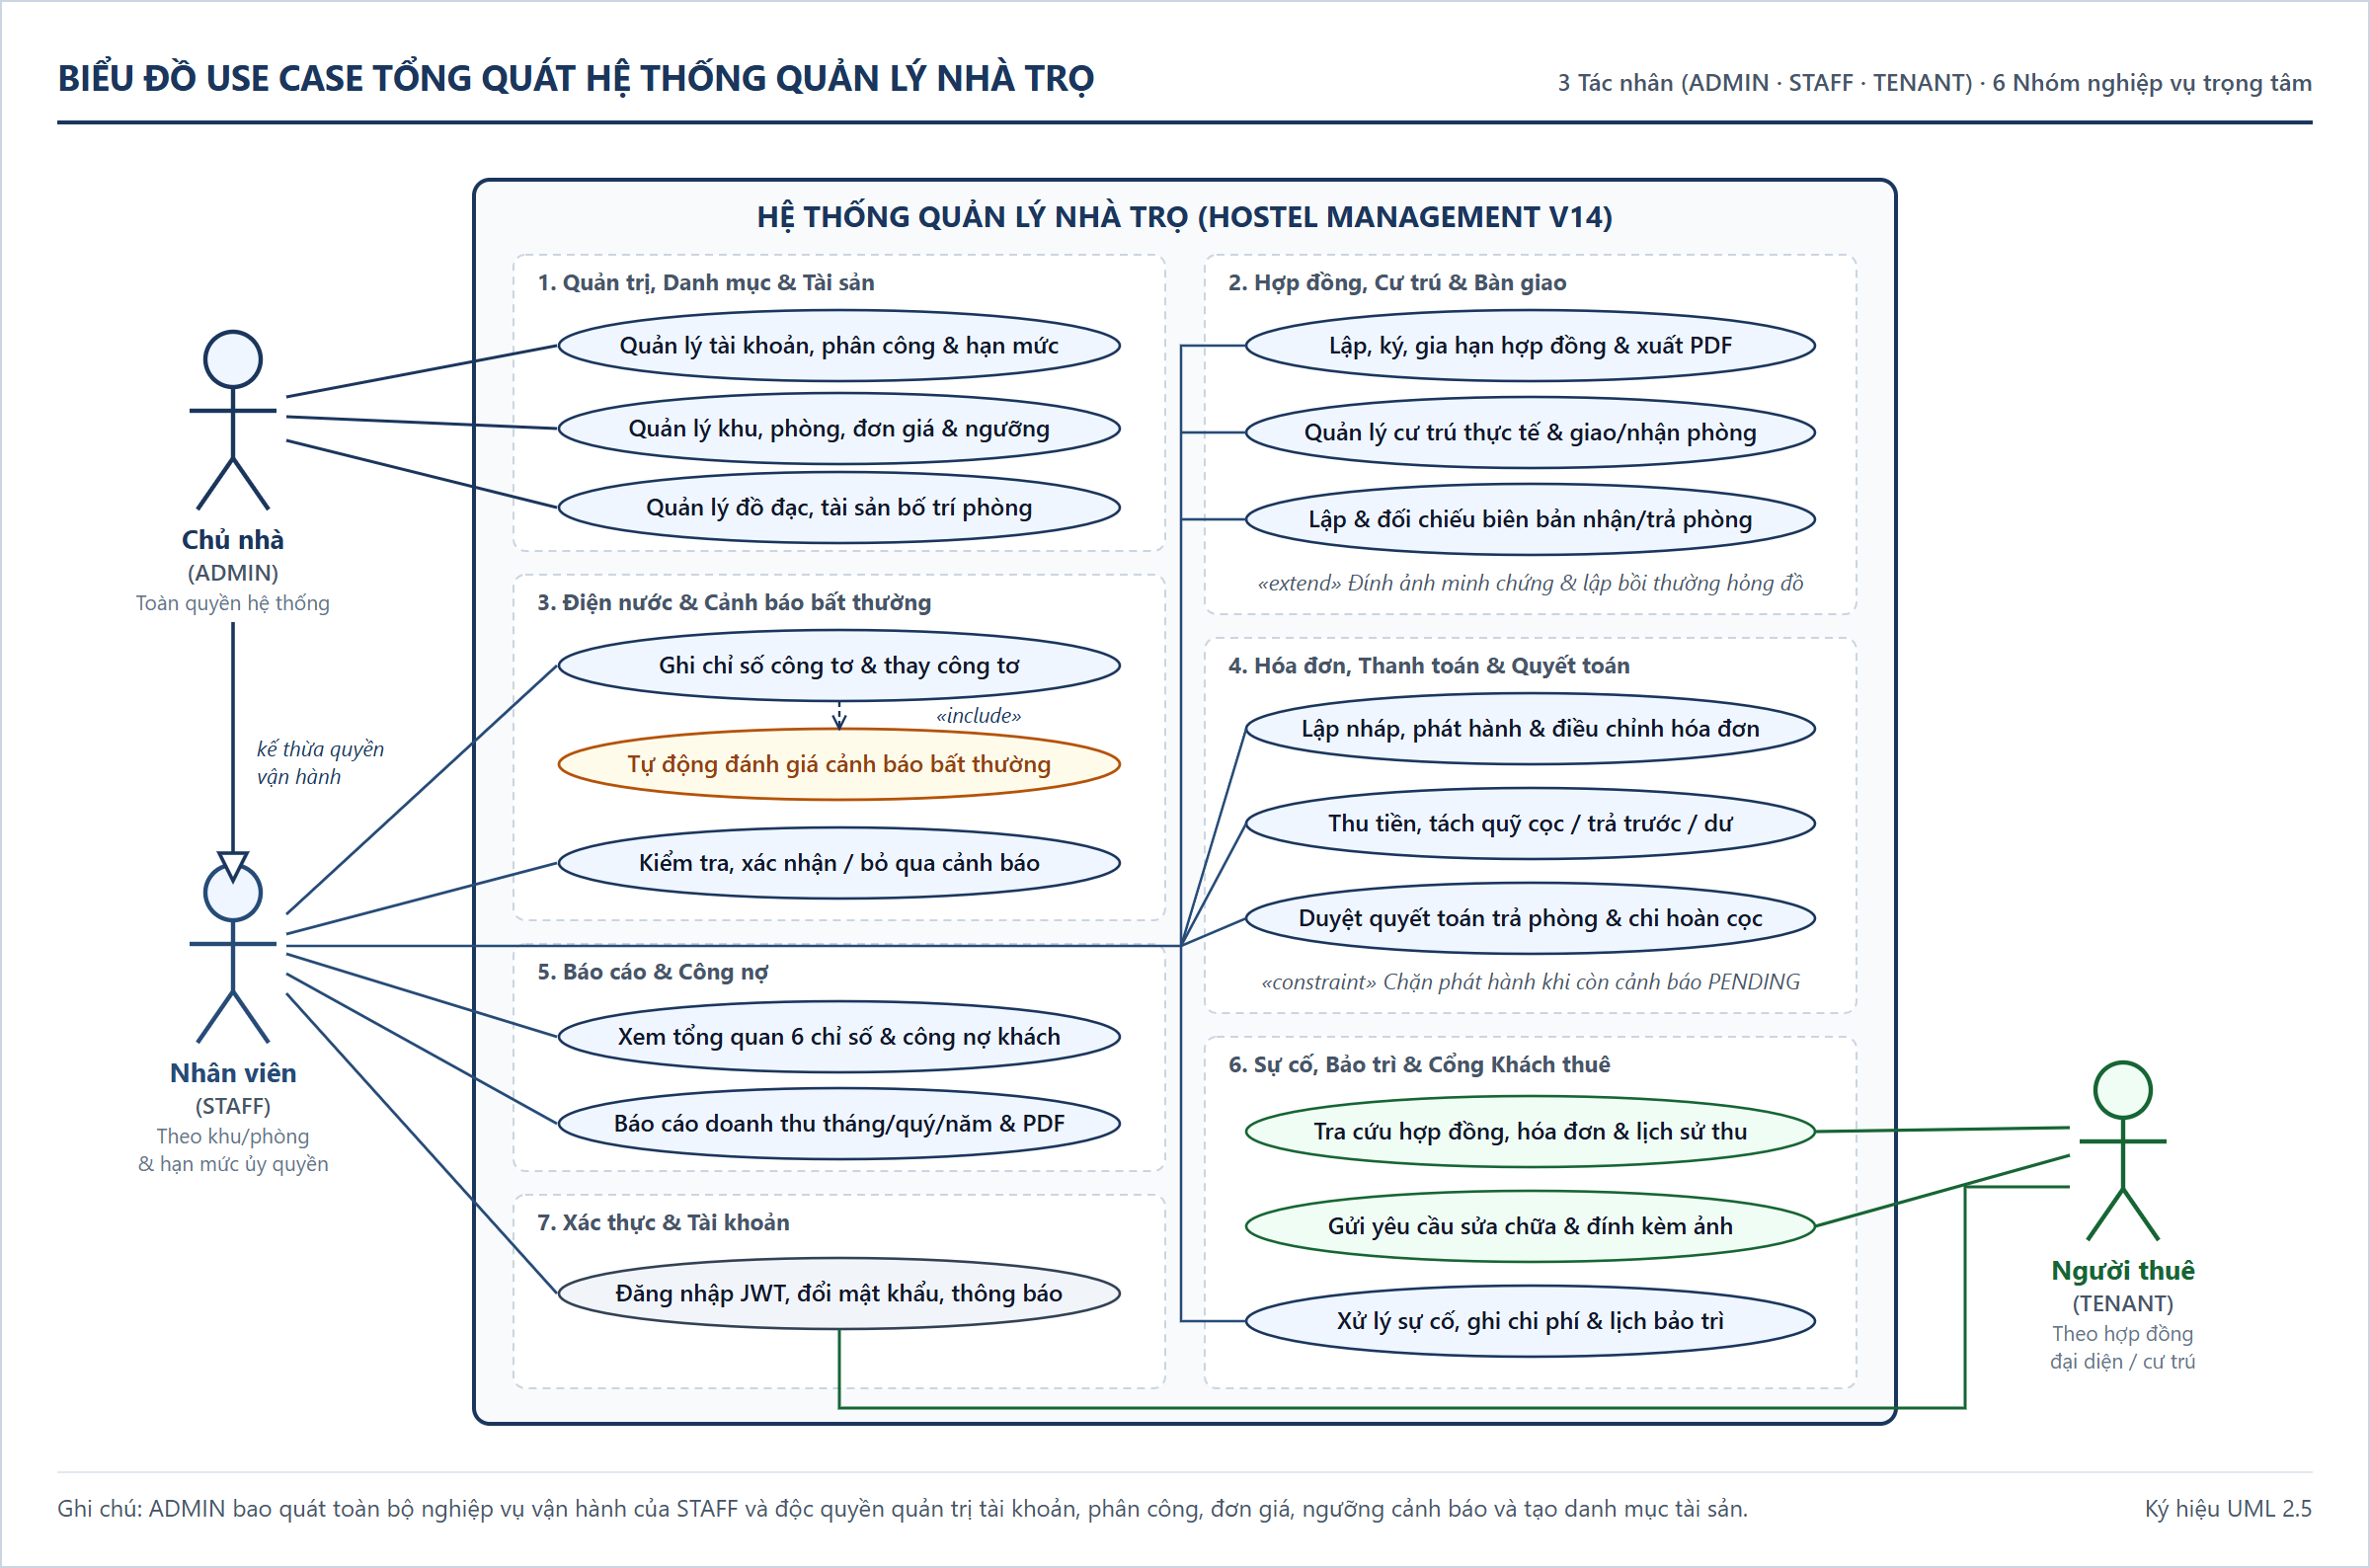 BIỂU ĐỒ USE CASE TỔNG QUÁT HỆ THỐNG QUẢN LÝ NHÀ TRỌ
3 Tác nhân (ADMIN · STAFF · TENANT) · 6 Nhóm nghiệp vụ trọng tâm
HỆ THỐNG QUẢN LÝ NHÀ TRỌ (HOSTEL MANAGEMENT V14)
Chủ nhà
(ADMIN)
Toàn quyền hệ thống
kế thừa quyền
vận hành
Nhân viên
(STAFF)
Theo khu/phòng
& hạn mức ủy quyền
1. Quản trị, Danh mục & Tài sản
Quản lý tài khoản, phân công & hạn mức
Quản lý khu, phòng, đơn giá & ngưỡng
Quản lý đồ đạc, tài sản bố trí phòng
2. Hợp đồng, Cư trú & Bàn giao
Lập, ký, gia hạn hợp đồng & xuất PDF
Quản lý cư trú thực tế & giao/nhận phòng
Lập & đối chiếu biên bản nhận/trả phòng
«extend» Đính ảnh minh chứng & lập bồi thường hỏng đồ
3. Điện nước & Cảnh báo bất thường
Ghi chỉ số công tơ & thay công tơ
«include»
Tự động đánh giá cảnh báo bất thường
Kiểm tra, xác nhận / bỏ qua cảnh báo
4. Hóa đơn, Thanh toán & Quyết toán
Lập nháp, phát hành & điều chỉnh hóa đơn
Thu tiền, tách quỹ cọc / trả trước / dư
Duyệt quyết toán trả phòng & chi hoàn cọc
«constraint» Chặn phát hành khi còn cảnh báo PENDING
5. Báo cáo & Công nợ
Xem tổng quan 6 chỉ số & công nợ khách
Báo cáo doanh thu tháng/quý/năm & PDF
6. Sự cố, Bảo trì & Cổng Khách thuê
Tra cứu hợp đồng, hóa đơn & lịch sử thu
Gửi yêu cầu sửa chữa & đính kèm ảnh
Xử lý sự cố, ghi chi phí & lịch bảo trì
7. Xác thực & Tài khoản
Đăng nhập JWT, đổi mật khẩu, thông báo
Người thuê
(TENANT)
Theo hợp đồng
đại diện / cư trú
Ghi chú: ADMIN bao quát toàn bộ nghiệp vụ vận hành của STAFF và độc quyền quản trị tài khoản, phân công, đơn giá, ngưỡng cảnh báo và tạo danh mục tài sản.
Ký hiệu UML 2.5